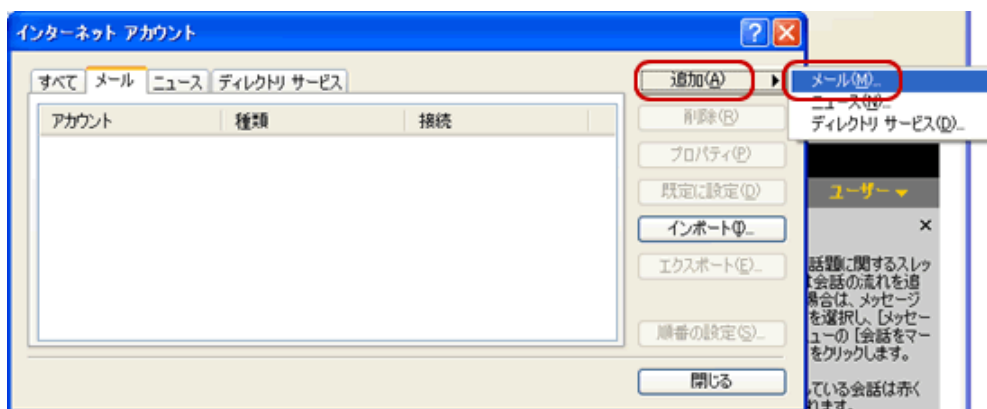 インターネット アカウント
すべて メール ニュース ディレクトリ サービス
追加(A)
メール(M)...
ニュース(N)...
ディレクトリ サービス(D)...
アカウント 種類 接続
削除(R)
プロパティ(P)
既定に設定(D)
インポート(I)...
エクスポート(E)...
順番の設定(S)...
閉じる
ユーザー
話題に関するスレッ
会話の流れを追
場合は、メッセージ
を選択し、[メッセー
ューの [会話をマー
をクリックします。
ている会話は赤く
れます。